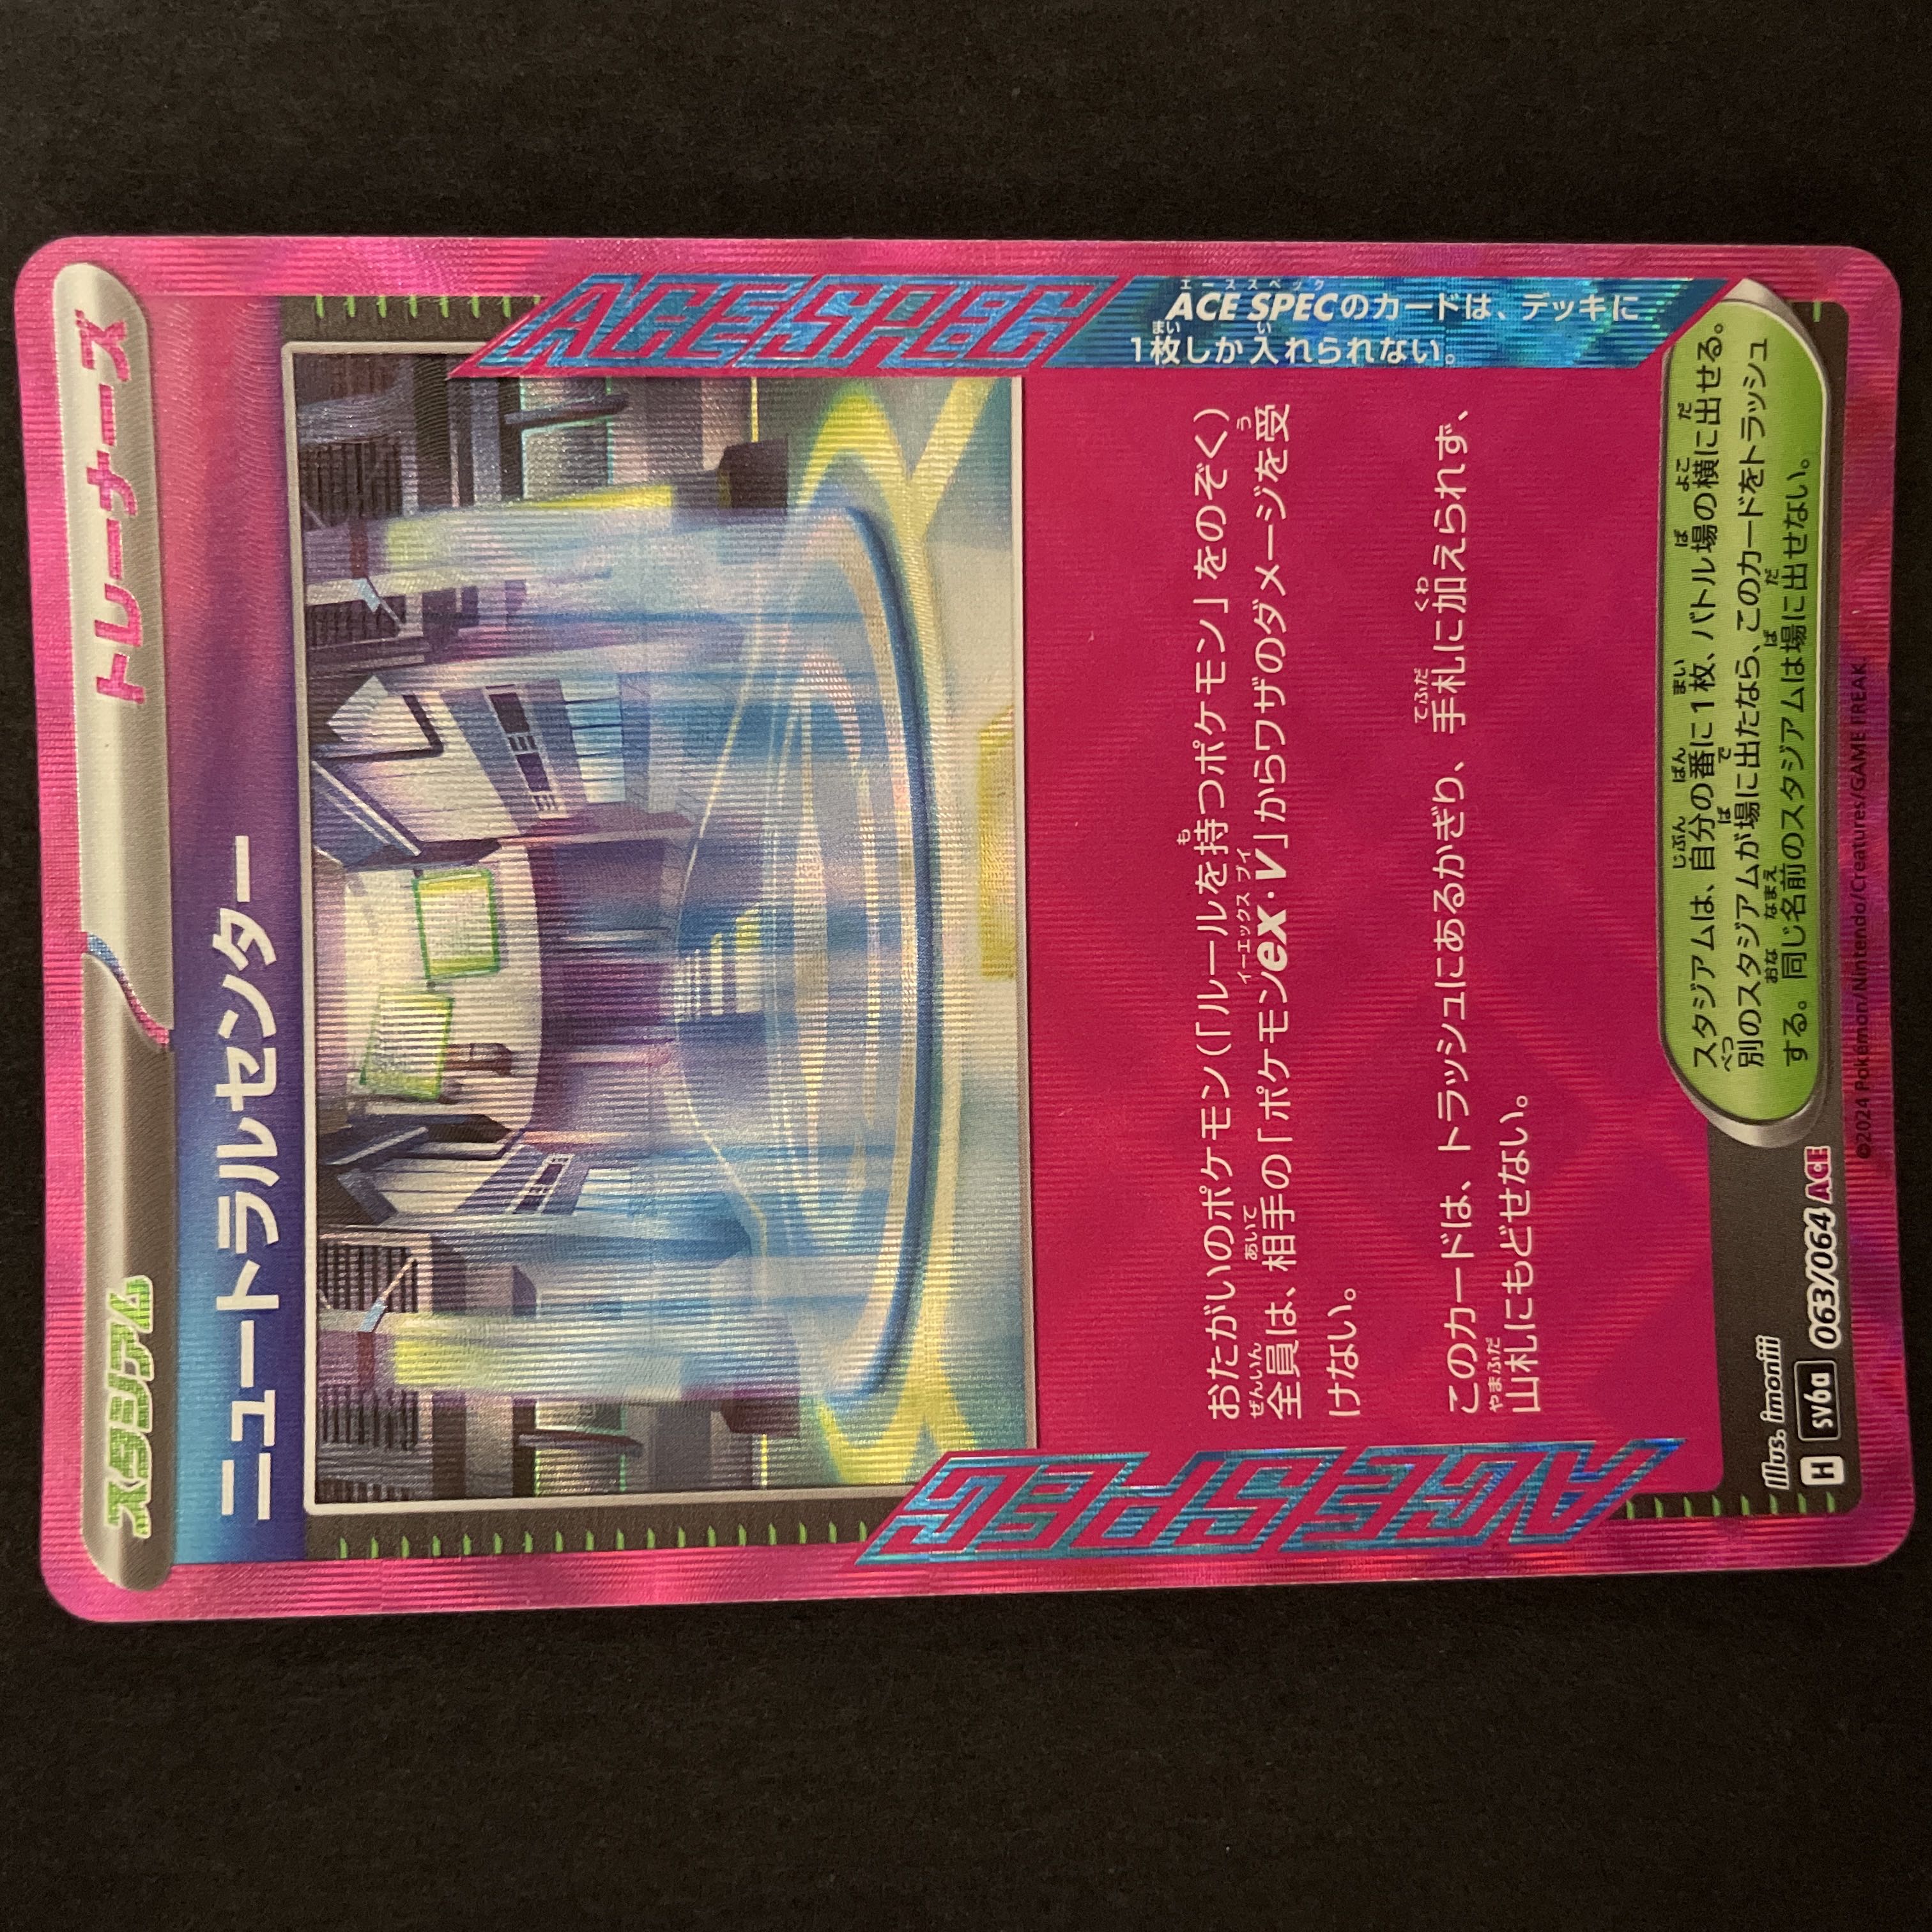 スタジアム
トレーナーズ
ニュートラルセンター
ACE SPEC
ACE SPECのカードは、デッキに
1枚しか入れられない。
おたがいのポケモン(「ルールを持つポケモン」をのぞく)
全員は、相手の「ポケモンex・V」からワザのダメージを受
けない。
このカードは、トラッシュにあるかぎり、手札に加えられず、
山札にもどせない。
ACE SPEC
スタジアムは、自分の番に1枚、バトル場の横に出せる。
別のスタジアムが場に出たなら、このカードをトラッシュ
する。同じ名前のスタジアムは場に出せない。
Illus. imoniii
H sv6a 063/064 ACE
©2024 Pokémon/Nintendo/Creatures/GAME FREAK.